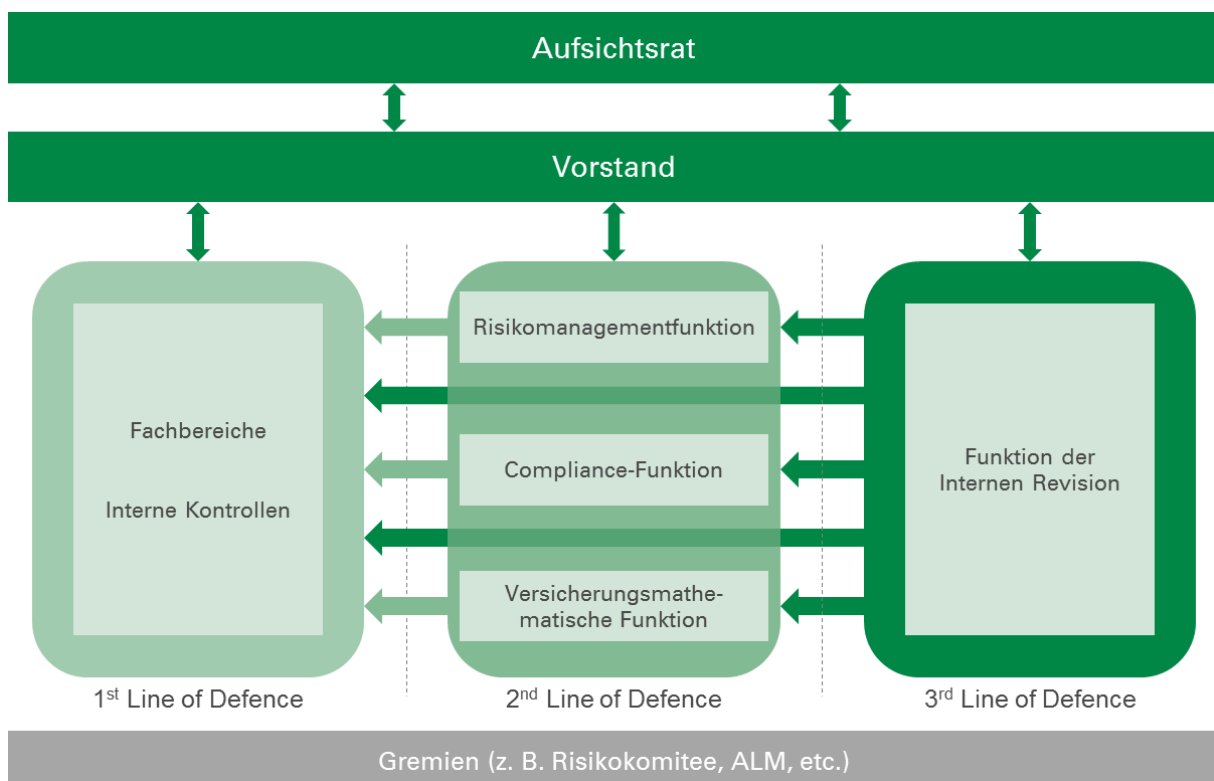 Aufsichtsrat
Vorstand
Fachbereiche
Interne Kontrollen
Risikomanagementfunktion
Compliance-Funktion
Versicherungsmathe-
matische Funktion
Funktion der
Internen Revision
1st Line of Defence
2nd Line of Defence
3rd Line of Defence
Gremien (z. B. Risikokomitee, ALM, etc.)